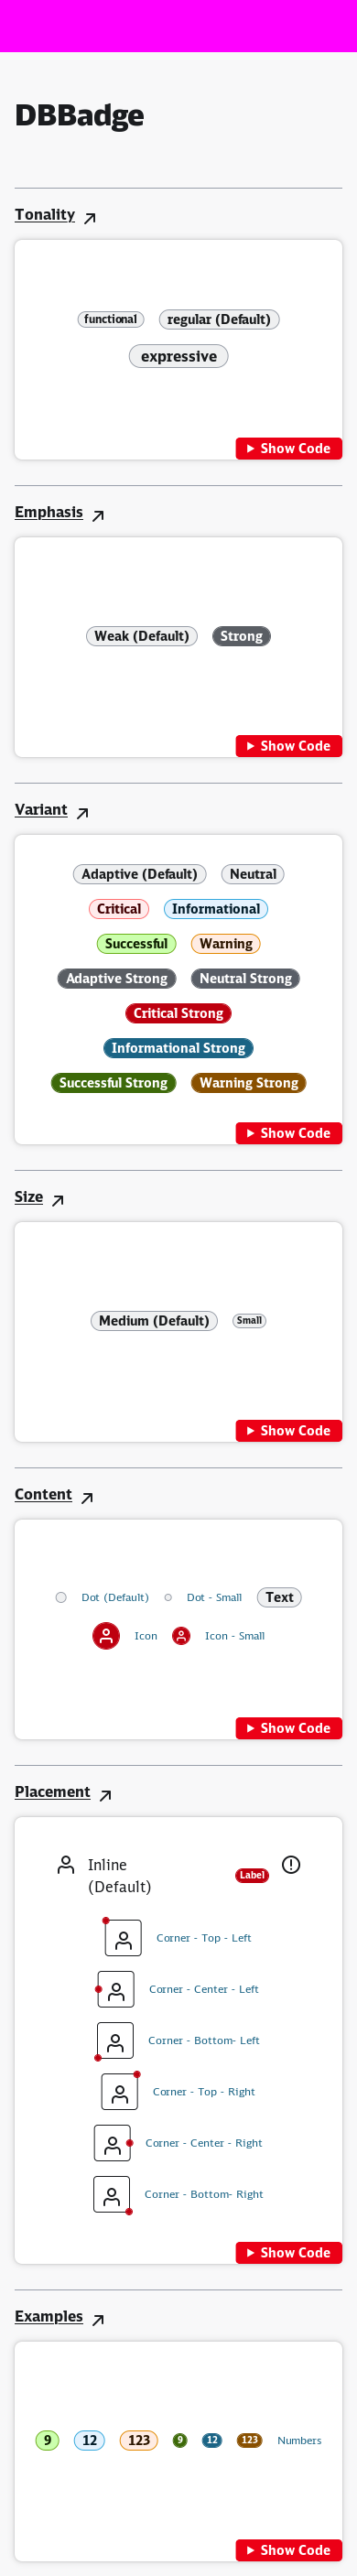 DBBadge
Tonality
functional regular (Default)
expressive
Show Code
Emphasis
Weak (Default) Strong
Show Code
Variant
Adaptive (Default) Neutral
Critical Informational
Successful Warning
Adaptive Strong Neutral Strong
Critical Strong
Informational Strong
Successful Strong Warning Strong
Show Code
Size
Medium (Default) Small
Show Code
Content
Dot (Default) Dot - Small Text
Icon Icon - Small
Show Code
Placement
Inline
(Default) Label
Corner - Top - Left
Corner - Center - Left
Corner - Bottom- Left
Corner - Top - Right
Corner - Center - Right
Corner - Bottom- Right
Show Code
Examples
9 12 123 9 12 123 Numbers
Show Code